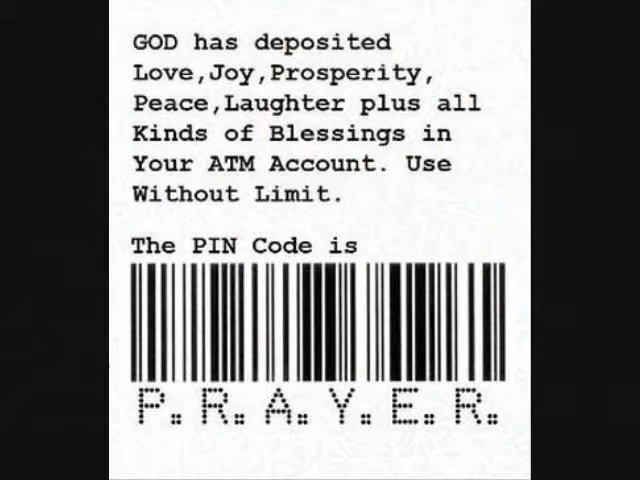 GOD has deposited
Love,Joy,Prosperity,
Peace,Laughter plus all
Kinds of Blessings in
Your ATM Account. Use
Without Limit.
The PIN Code is
P.R.A.Y.E.R.